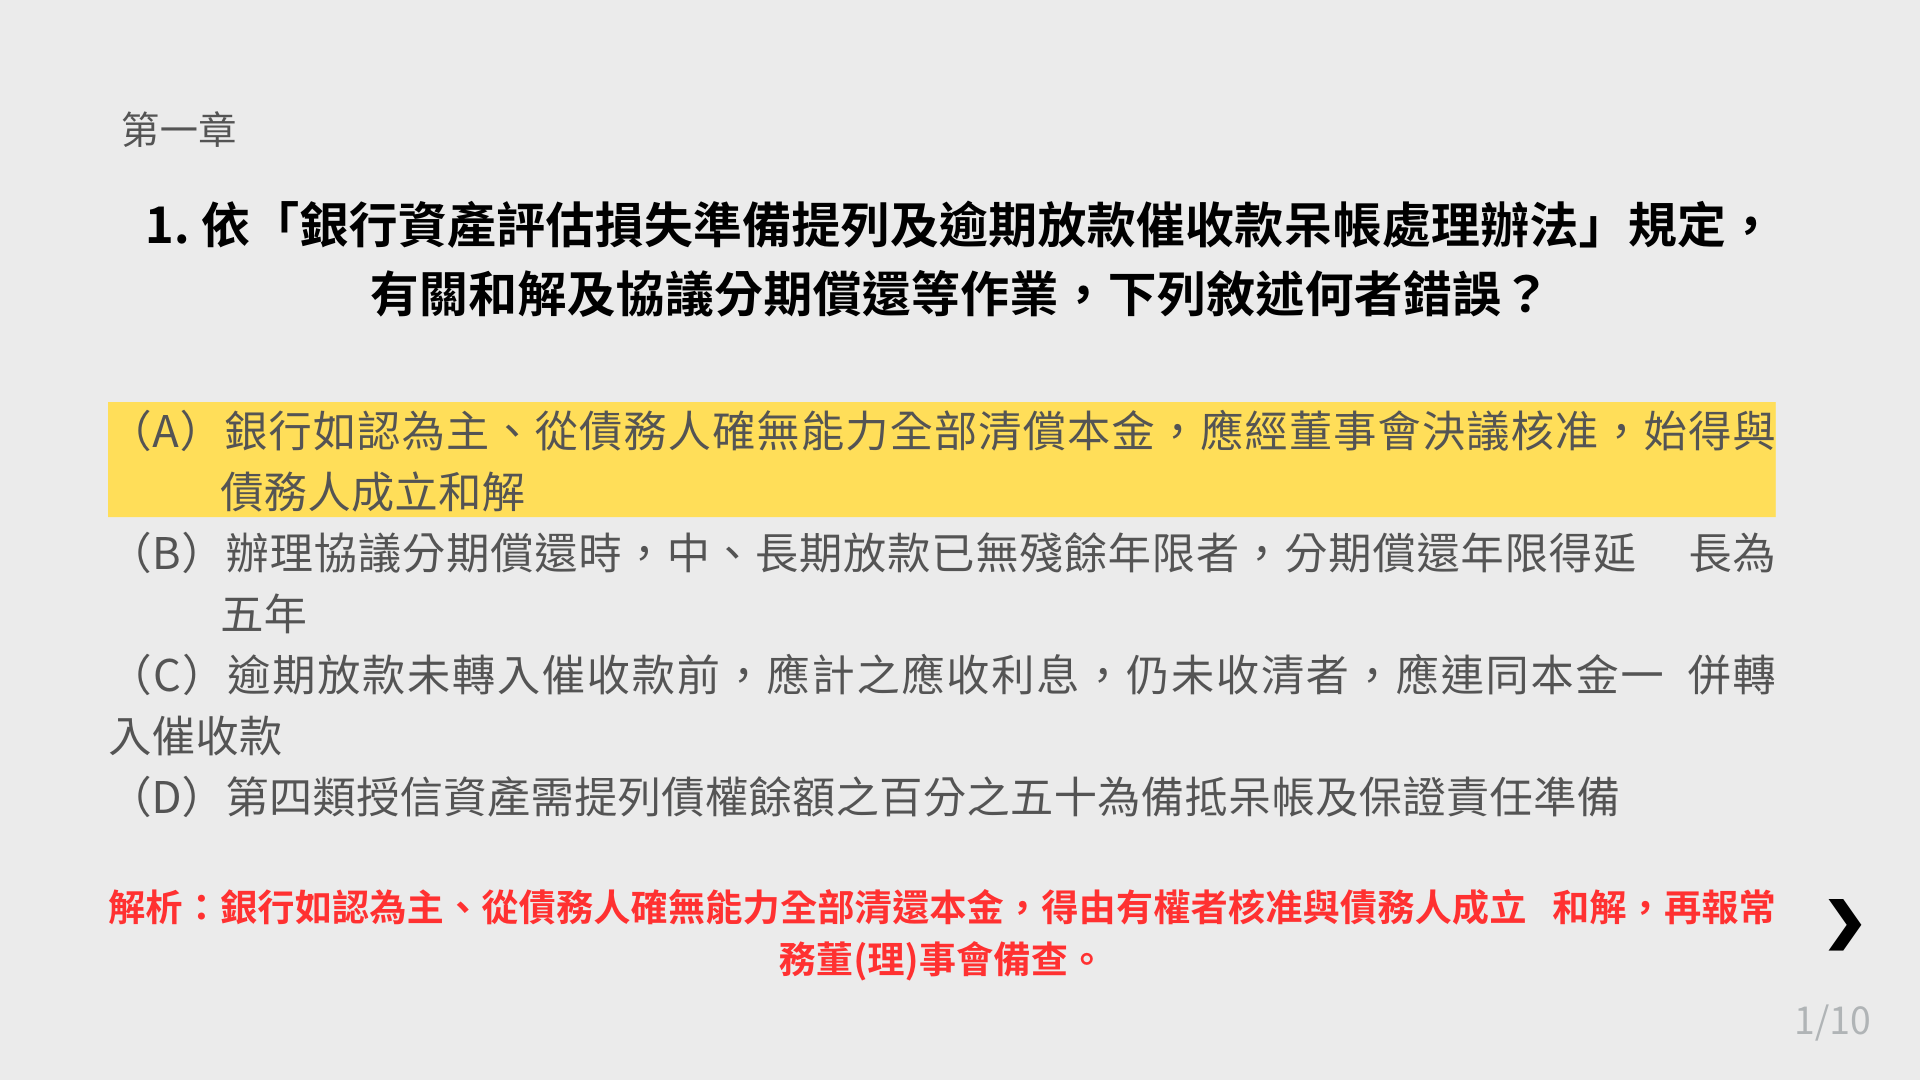 第一章
1. 依「銀行資產評估損失準備提列及逾期放款催收款呆帳處理辦法」規定，
有關和解及協議分期償還等作業，下列敘述何者錯誤？
（A）銀行如認為主、從債務人確無能力全部清償本金，應經董事會決議核准，始得與
債務人成立和解
（B）辦理協議分期償還時，中、長期放款已無殘餘年限者，分期償還年限得延 長為
五年
（C）逾期放款未轉入催收款前，應計之應收利息，仍未收清者，應連同本金一 併轉
入催收款
（D）第四類授信資產需提列債權餘額之百分之五十為備抵呆帳及保證責任準備
解析：銀行如認為主、從債務人確無能力全部清還本金，得由有權者核准與債務人成立 和解，再報常
務董(理)事會備查。
❯
1/10